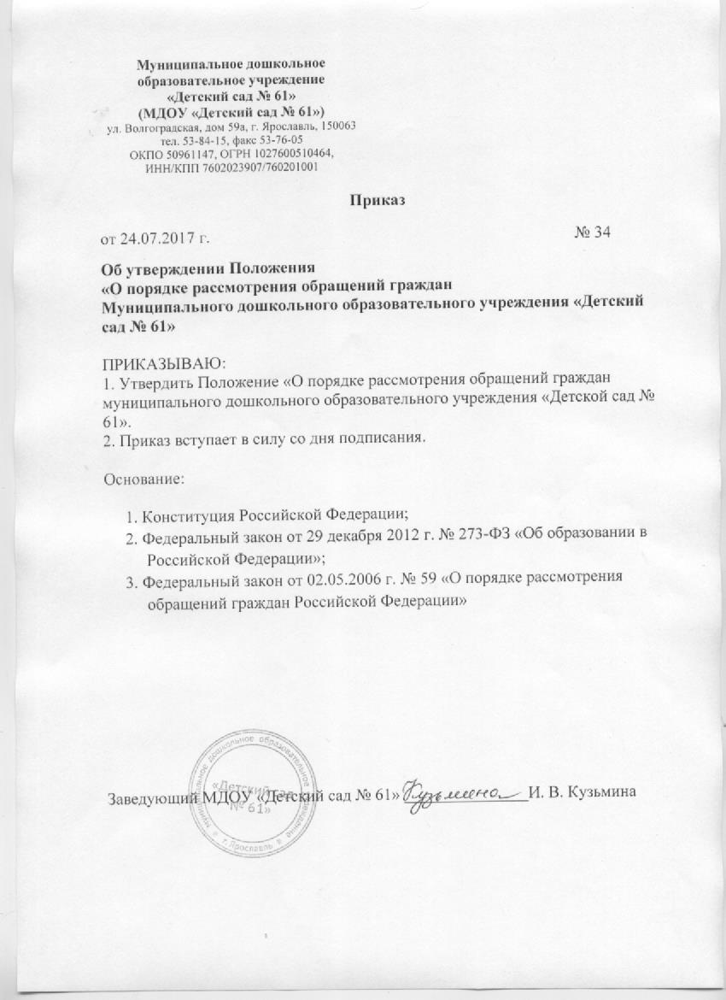 Муниципальное дошкольное
образовательное учреждение
«Детский сад № 61»
(МДОУ «Детский сад № 61»)
ул. Волгоградская, дом 59а, г. Ярославль, 150063
тел. 53-84-15, факс 53-76-05
ОКПО 50961147, ОГРН 1027600510464,
ИНН/КПП 7602023907/760201001
Приказ
от 24.07.2017 г. № 34
Об утверждении Положения
«О порядке рассмотрения обращений граждан
Муниципального дошкольного образовательного учреждения «Детский
сад № 61»
ПРИКАЗЫВАЮ:
1. Утвердить Положение «О порядке рассмотрения обращений граждан
муниципального дошкольного образовательного учреждения «Детской сад №
61».
2. Приказ вступает в силу со дня подписания.
Основание:
1. Конституция Российской Федерации;
2. Федеральный закон от 29 декабря 2012 г. № 273-ФЗ «Об образовании в
Российской Федерации»;
3. Федеральный закон от 02.05.2006 г. № 59 «О порядке рассмотрения
обращений граждан Российской Федерации»
Заведующий МДОУ «Детский сад № 61» Кузьмина И. В. Кузьмина
муниципальное дошкольное образовательное учреждение
г. Ярославль
«Детский сад
№ 61»